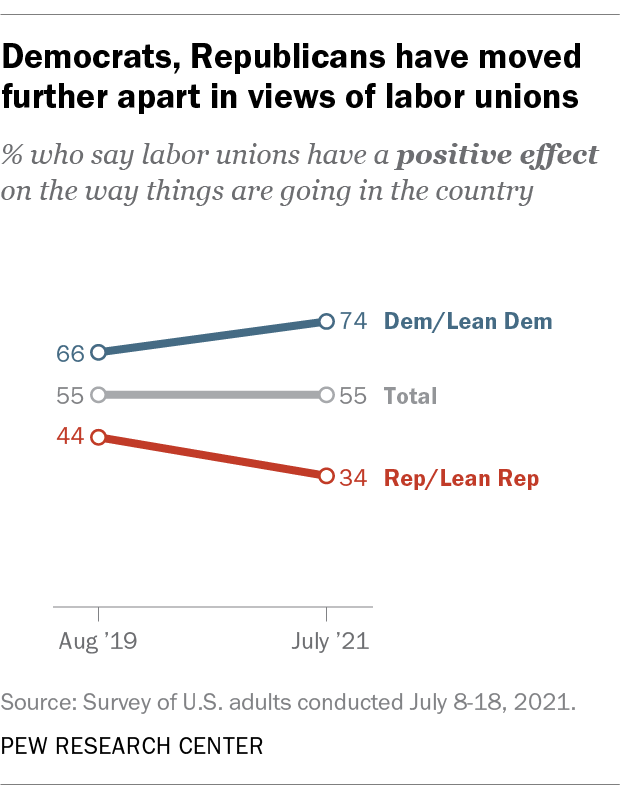 Democrats, Republicans have moved
further apart in views of labor unions
% who say labor unions have a positive effect
on the way things are going in the country
74 Dem/Lean Dem
66
55 55 Total
44
34 Rep/Lean Rep
Aug ’19 July ’21
Source: Survey of U.S. adults conducted July 8-18, 2021.
PEW RESEARCH CENTER